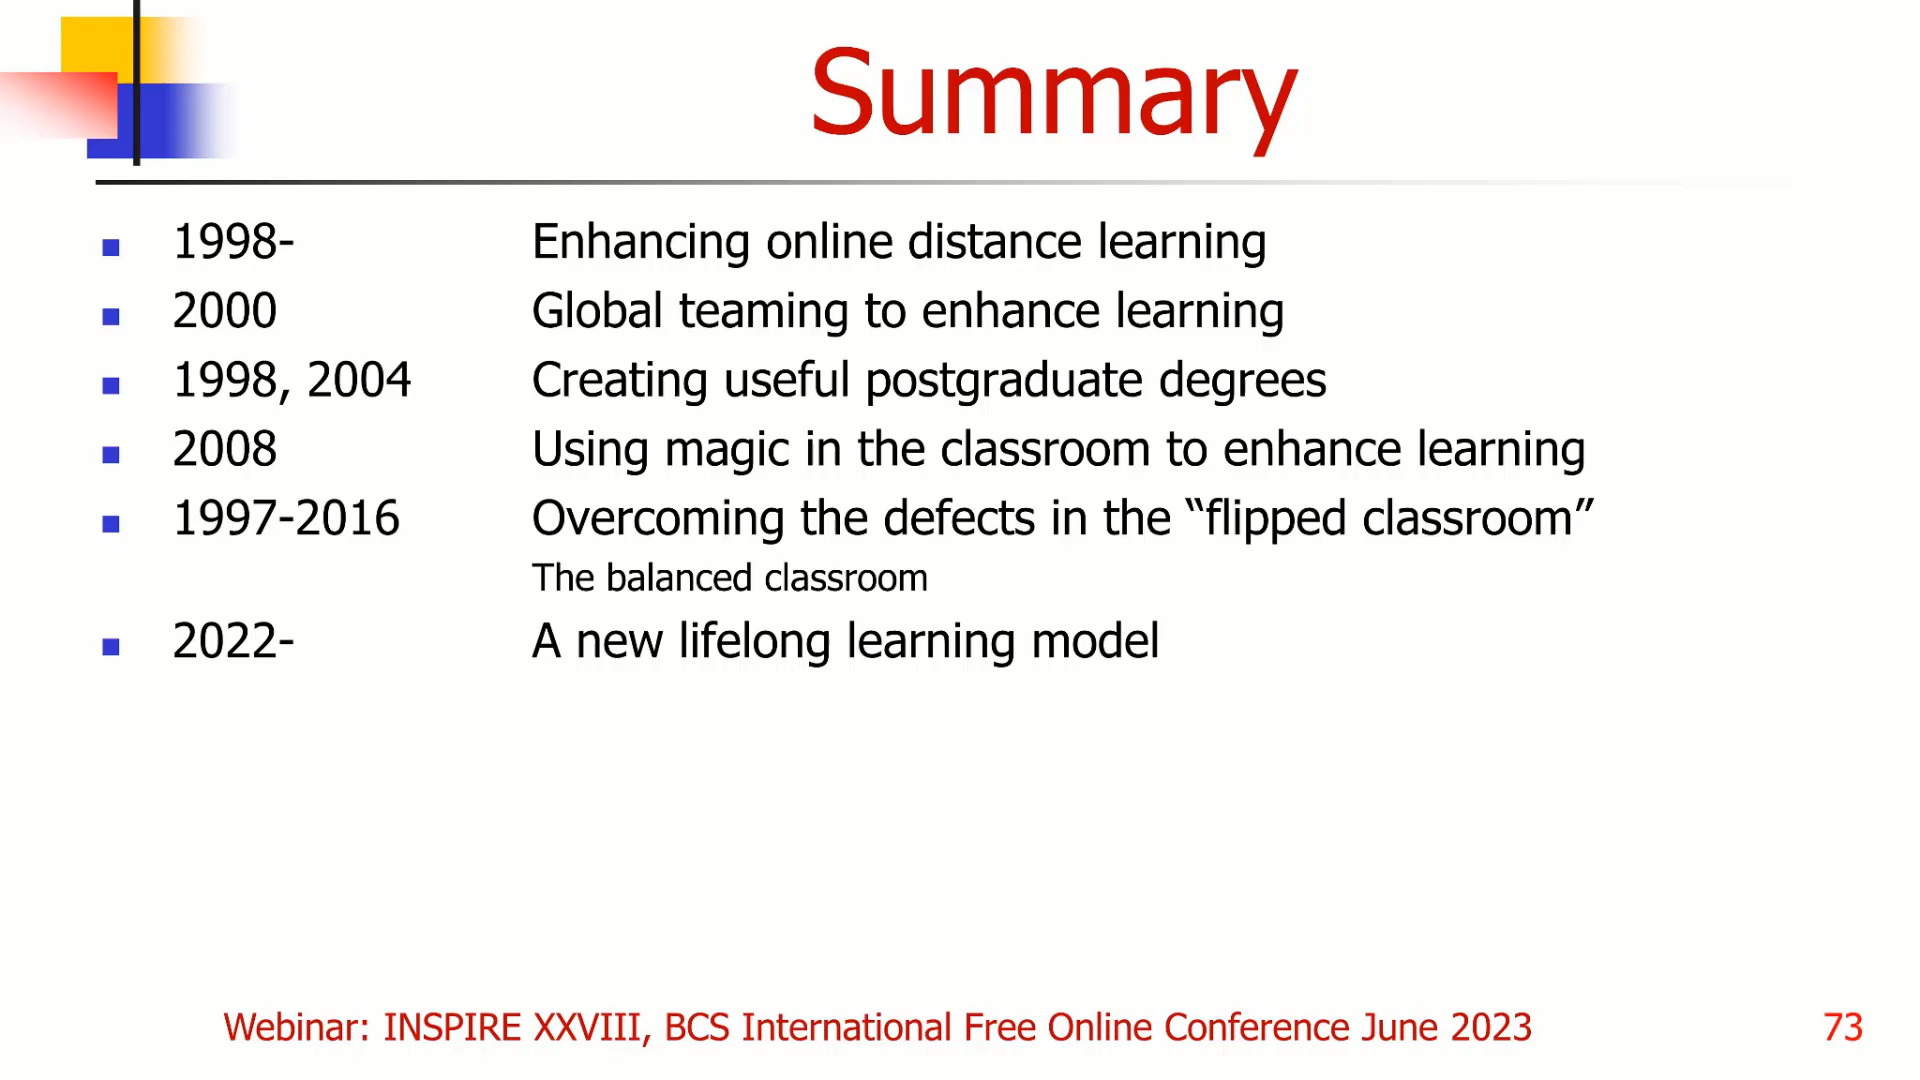 Summary
1998- Enhancing online distance learning
2000 Global teaming to enhance learning
1998, 2004 Creating useful postgraduate degrees
2008 Using magic in the classroom to enhance learning
1997-2016 Overcoming the defects in the “flipped classroom”
The balanced classroom
2022- A new lifelong learning model
Webinar: INSPIRE XXVIII, BCS International Free Online Conference June 2023 73